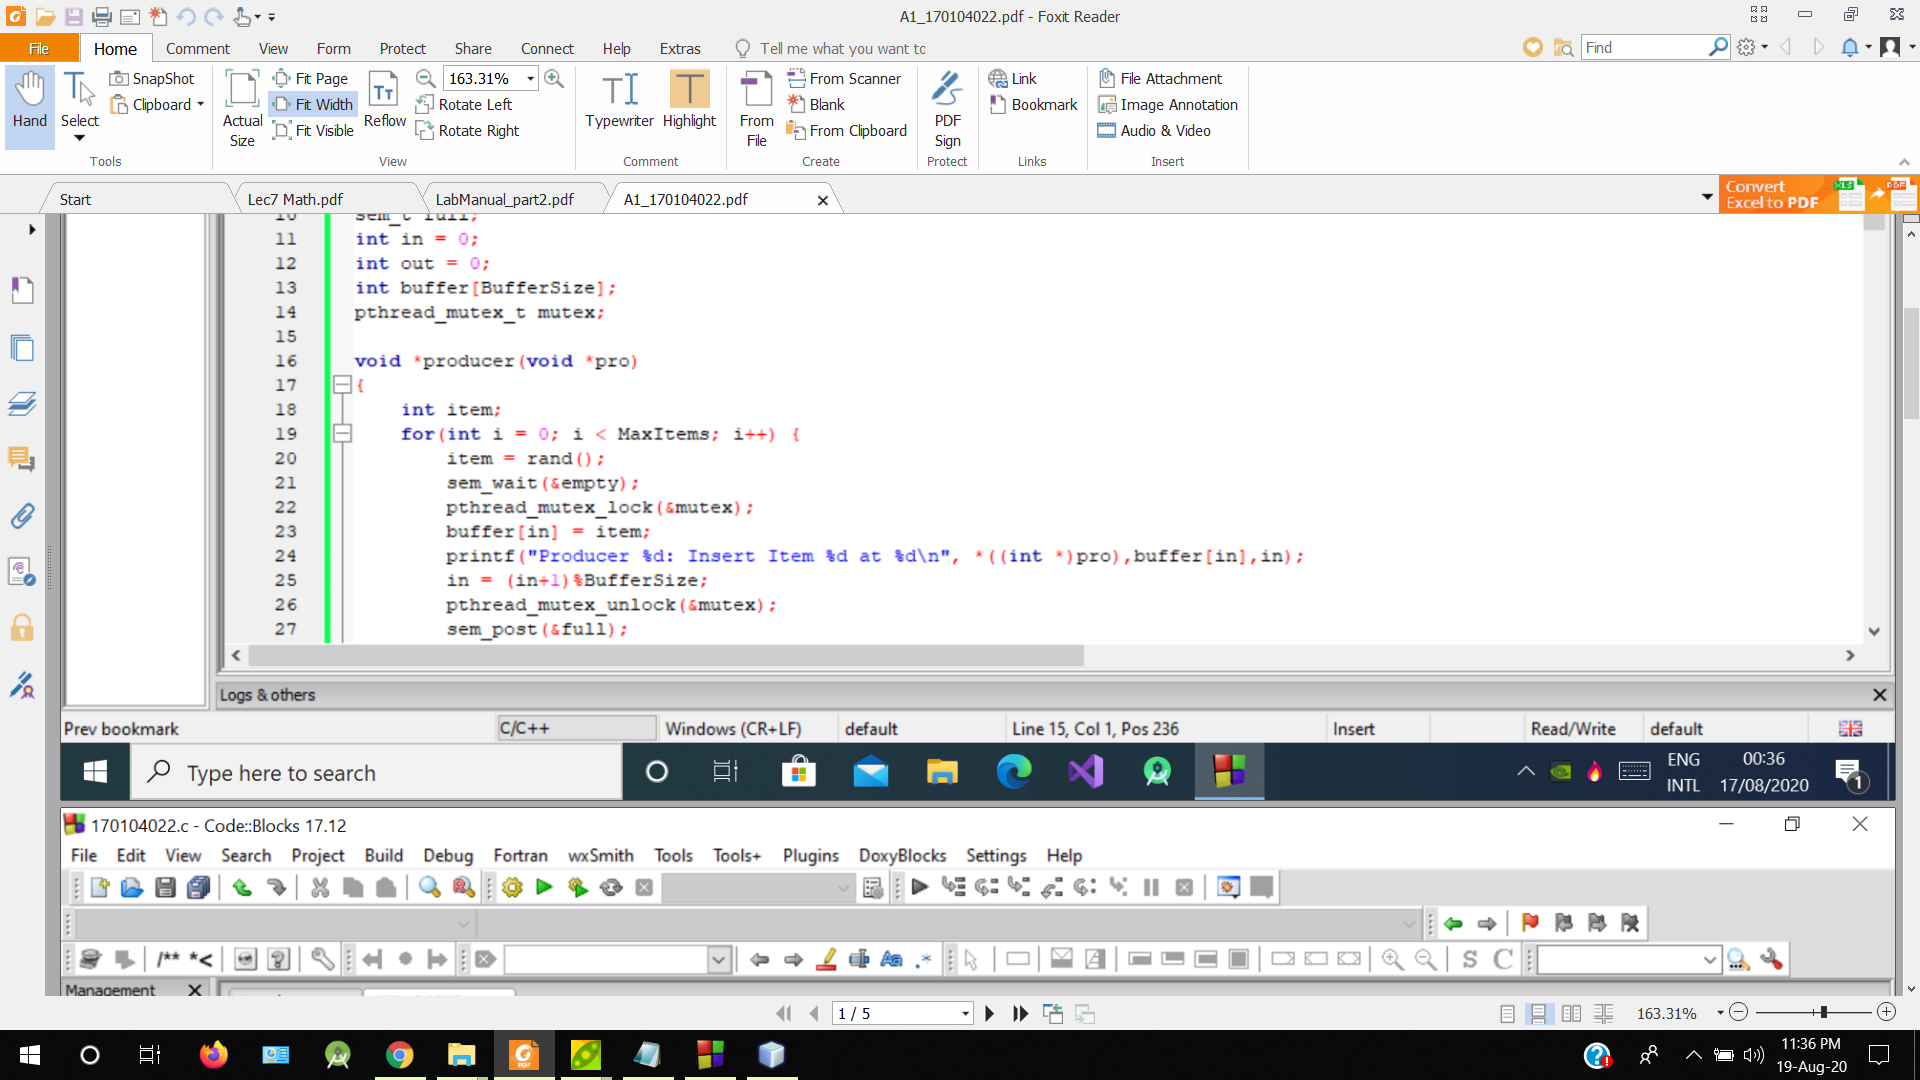 A1_170104022.pdf - Foxit Reader
File Home Comment View Form Protect Share Connect Help Extras Tell me what you want to Find
Hand
Select
SnapShot
Clipboard
Tools
Actual Size
Fit Page
Fit Width
Fit Visible
Reflow
163.31%
Rotate Left
Rotate Right
View
Typewriter
Highlight
Comment
From File
From Scanner
Blank
From Clipboard
Create
PDF Sign
Protect
Link
Bookmark
Links
File Attachment
Image Annotation
Audio & Video
Insert
Start Lec7 Math.pdf LabManual_part2.pdf A1_170104022.pdf
Convert
Excel to PDF
10 sem_t full;
11 int in = 0;
12 int out = 0;
13 int buffer[BufferSize];
14 pthread_mutex_t mutex;
15
16 void *producer(void *pro)
17 {
18 int item;
19 for(int i = 0; i < MaxItems; i++) {
20 item = rand();
21 sem_wait(&empty);
22 pthread_mutex_lock(&mutex);
23 buffer[in] = item;
24 printf("Producer %d: Insert Item %d at %d\n", *((int *)pro),buffer[in],in);
25 in = (in+1)%BufferSize;
26 pthread_mutex_unlock(&mutex);
27 sem_post(&full);
Logs & others
Prev bookmark C/C++ Windows (CR+LF) default Line 15, Col 1, Pos 236 Insert Read/Write default
Type here to search
ENG
INTL
00:36
17/08/2020
1
170104022.c - Code::Blocks 17.12
File Edit View Search Project Build Debug Fortran wxSmith Tools Tools+ Plugins DoxyBlocks Settings Help
/** *<
S C
Management
1 / 5
163.31%
11:36 PM
19-Aug-20